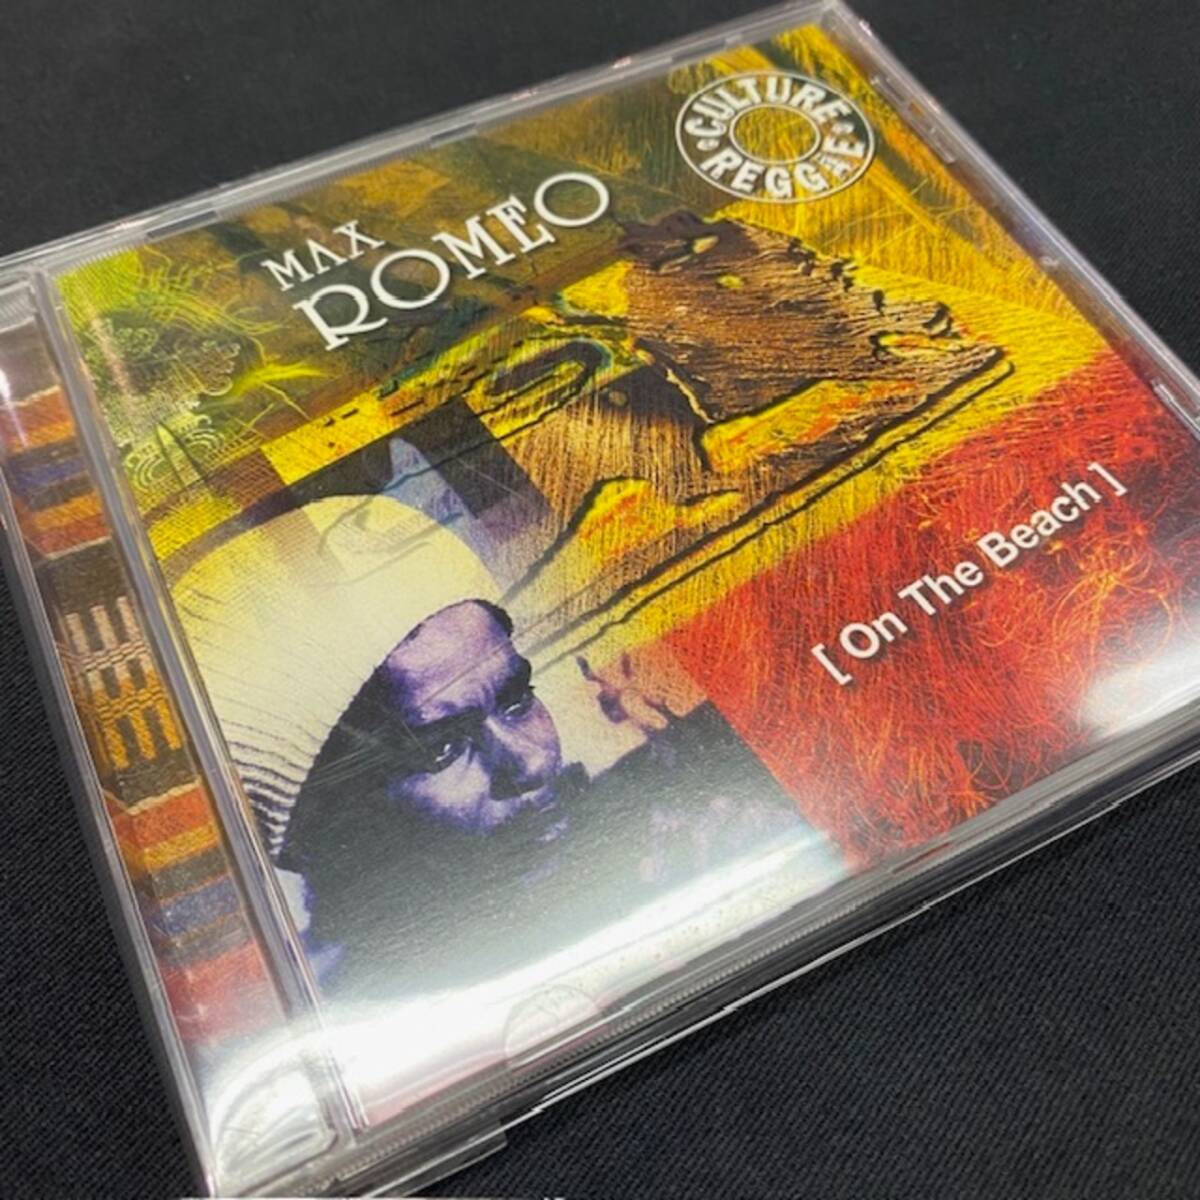 CULTURE
REGGAE
MAX
ROMEO
[ On The Beach ]